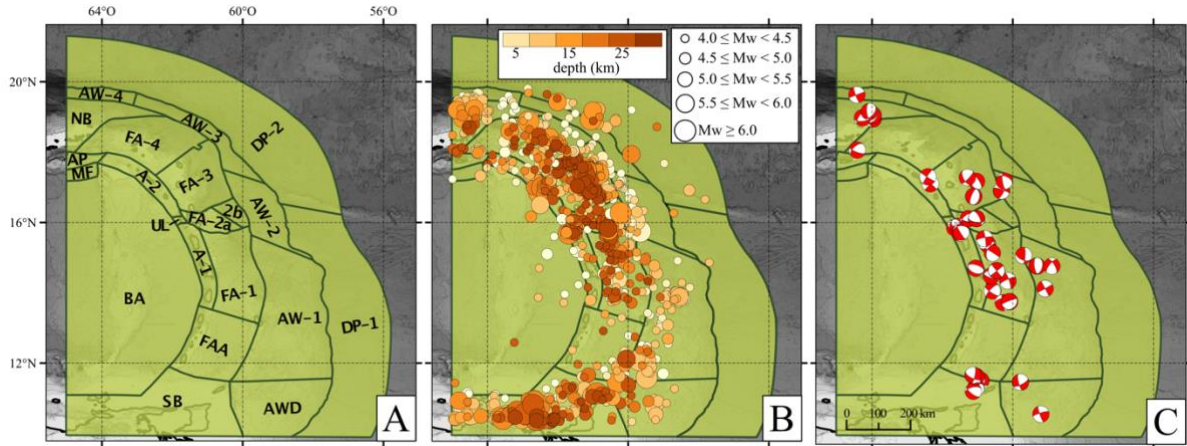 64°O 60°O 56°O
20°N
16°N
12°N
AW-4
NB
AW-3
DP-2
FA-4
AP
MF
A-2
FA-3
2b
AW-2
UL
FA-2a
A-1
BA
FA-1
AW-1
DP-1
FAA
SB
AWD
A
5 15 25
depth (km)
4.0 ≤ Mw < 4.5
4.5 ≤ Mw < 5.0
5.0 ≤ Mw < 5.5
5.5 ≤ Mw < 6.0
Mw ≥ 6.0
B
0 100 200 km
C